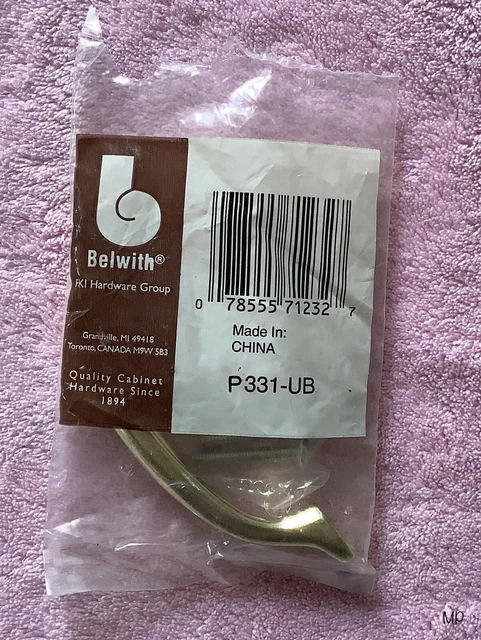 Belwith®
FKI Hardware Group
Grandville, MI 49418
Toronto, CANADA M9W 5B3
Quality Cabinet
Hardware Since
1894
0 78555 71232 7
Made In:
CHINA
P331-UB
MP